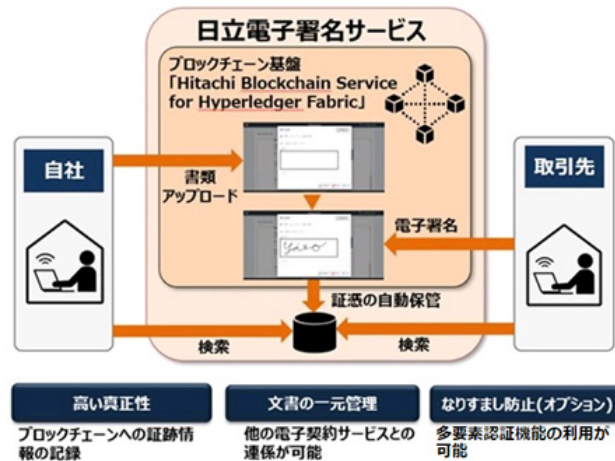 日立電子署名サービス
ブロックチェーン基盤
「Hitachi Blockchain Service
for Hyperledger Fabric」
自社
取引先
書類
アップロード
電子署名
証憑の自動保管
検索
検索
高い真正性
文書の一元管理
なりすまし防止(オプション)
ブロックチェーンへの証跡情
報の記録
他の電子契約サービスとの
連係が可能
多要素認証機能の利用が
可能